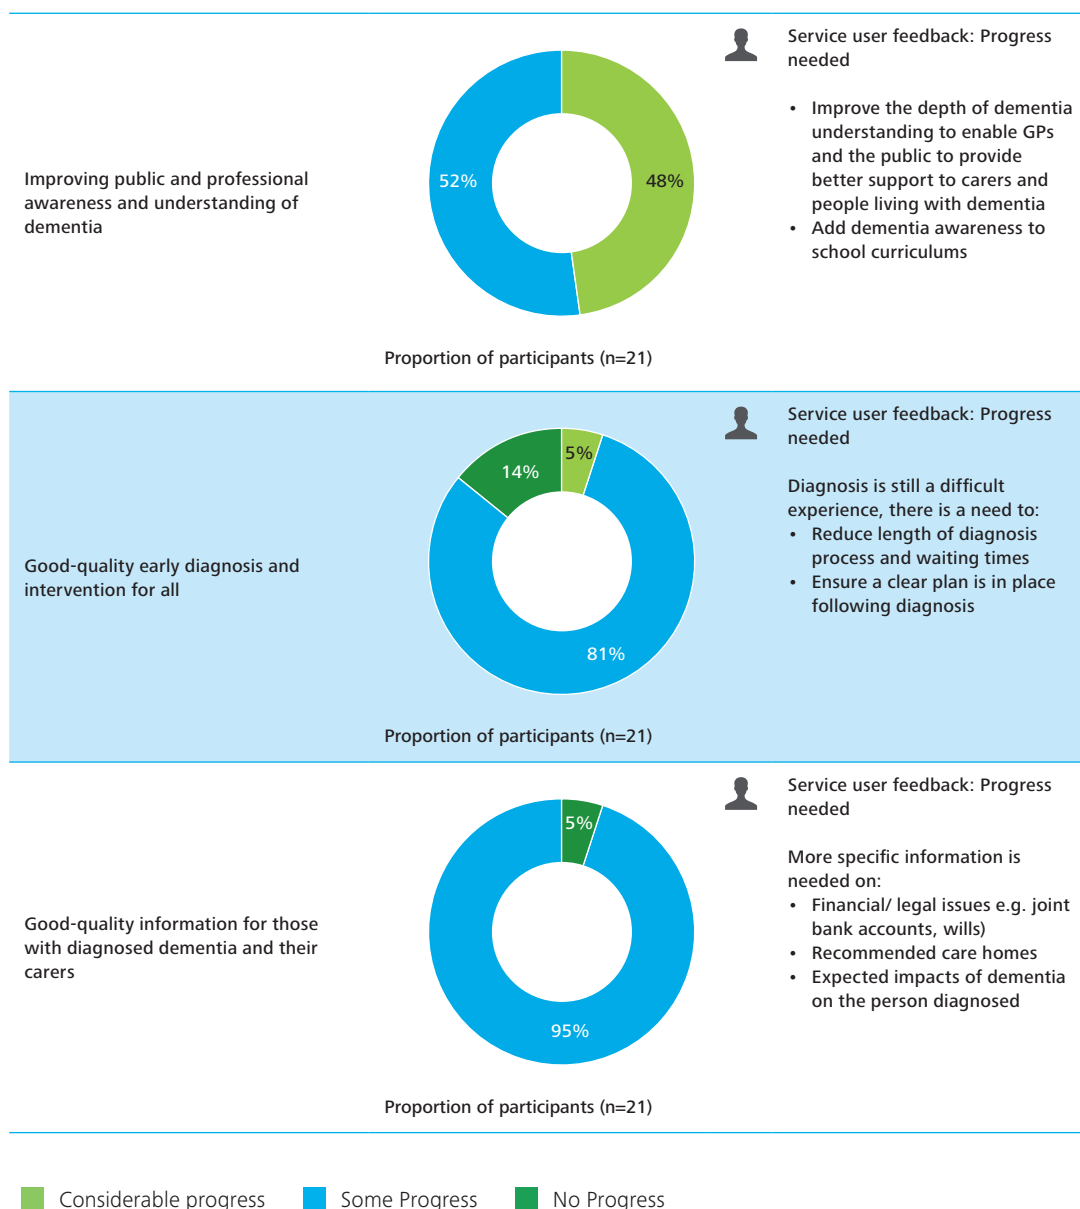 Improving public and professional
awareness and understanding of
dementia
52%
48%
Proportion of participants (n=21)
Service user feedback: Progress
needed
• Improve the depth of dementia
understanding to enable GPs
and the public to provide
better support to carers and
people living with dementia
• Add dementia awareness to
school curriculums
Good-quality early diagnosis and
intervention for all
14%
5%
81%
Proportion of participants (n=21)
Service user feedback: Progress
needed
Diagnosis is still a difficult
experience, there is a need to:
• Reduce length of diagnosis
process and waiting times
• Ensure a clear plan is in place
following diagnosis
Good-quality information for those
with diagnosed dementia and their
carers
5%
95%
Proportion of participants (n=21)
Service user feedback: Progress
needed
More specific information is
needed on:
• Financial/ legal issues e.g. joint
bank accounts, wills)
• Recommended care homes
• Expected impacts of dementia
on the person diagnosed
Considerable progress
Some Progress
No Progress